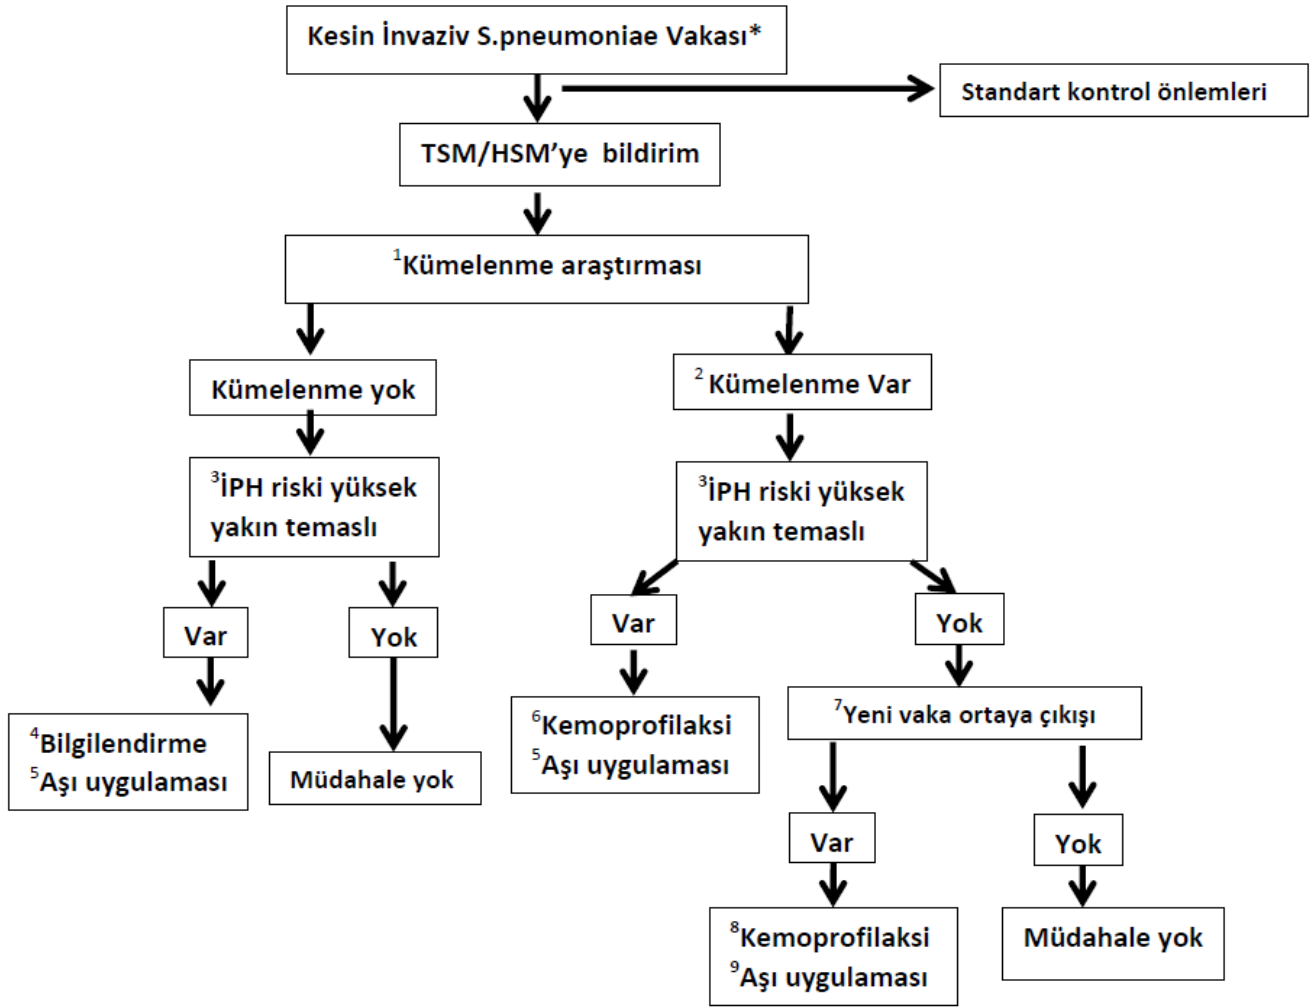 Kesin İnvaziv S.pneumoniae Vakası*
Standart kontrol önlemleri
TSM/HSM’ye bildirim
1Kümelenme araştırması
Kümelenme yok
2 Kümelenme Var
3İPH riski yüksek
yakın temaslı
3İPH riski yüksek
yakın temaslı
Var
Yok
Var
Yok
4Bilgilendirme
5Aşı uygulaması
Müdahale yok
6Kemoprofilaksi
5Aşı uygulaması
7Yeni vaka ortaya çıkışı
Var
Yok
8Kemoprofilaksi
9Aşı uygulaması
Müdahale yok